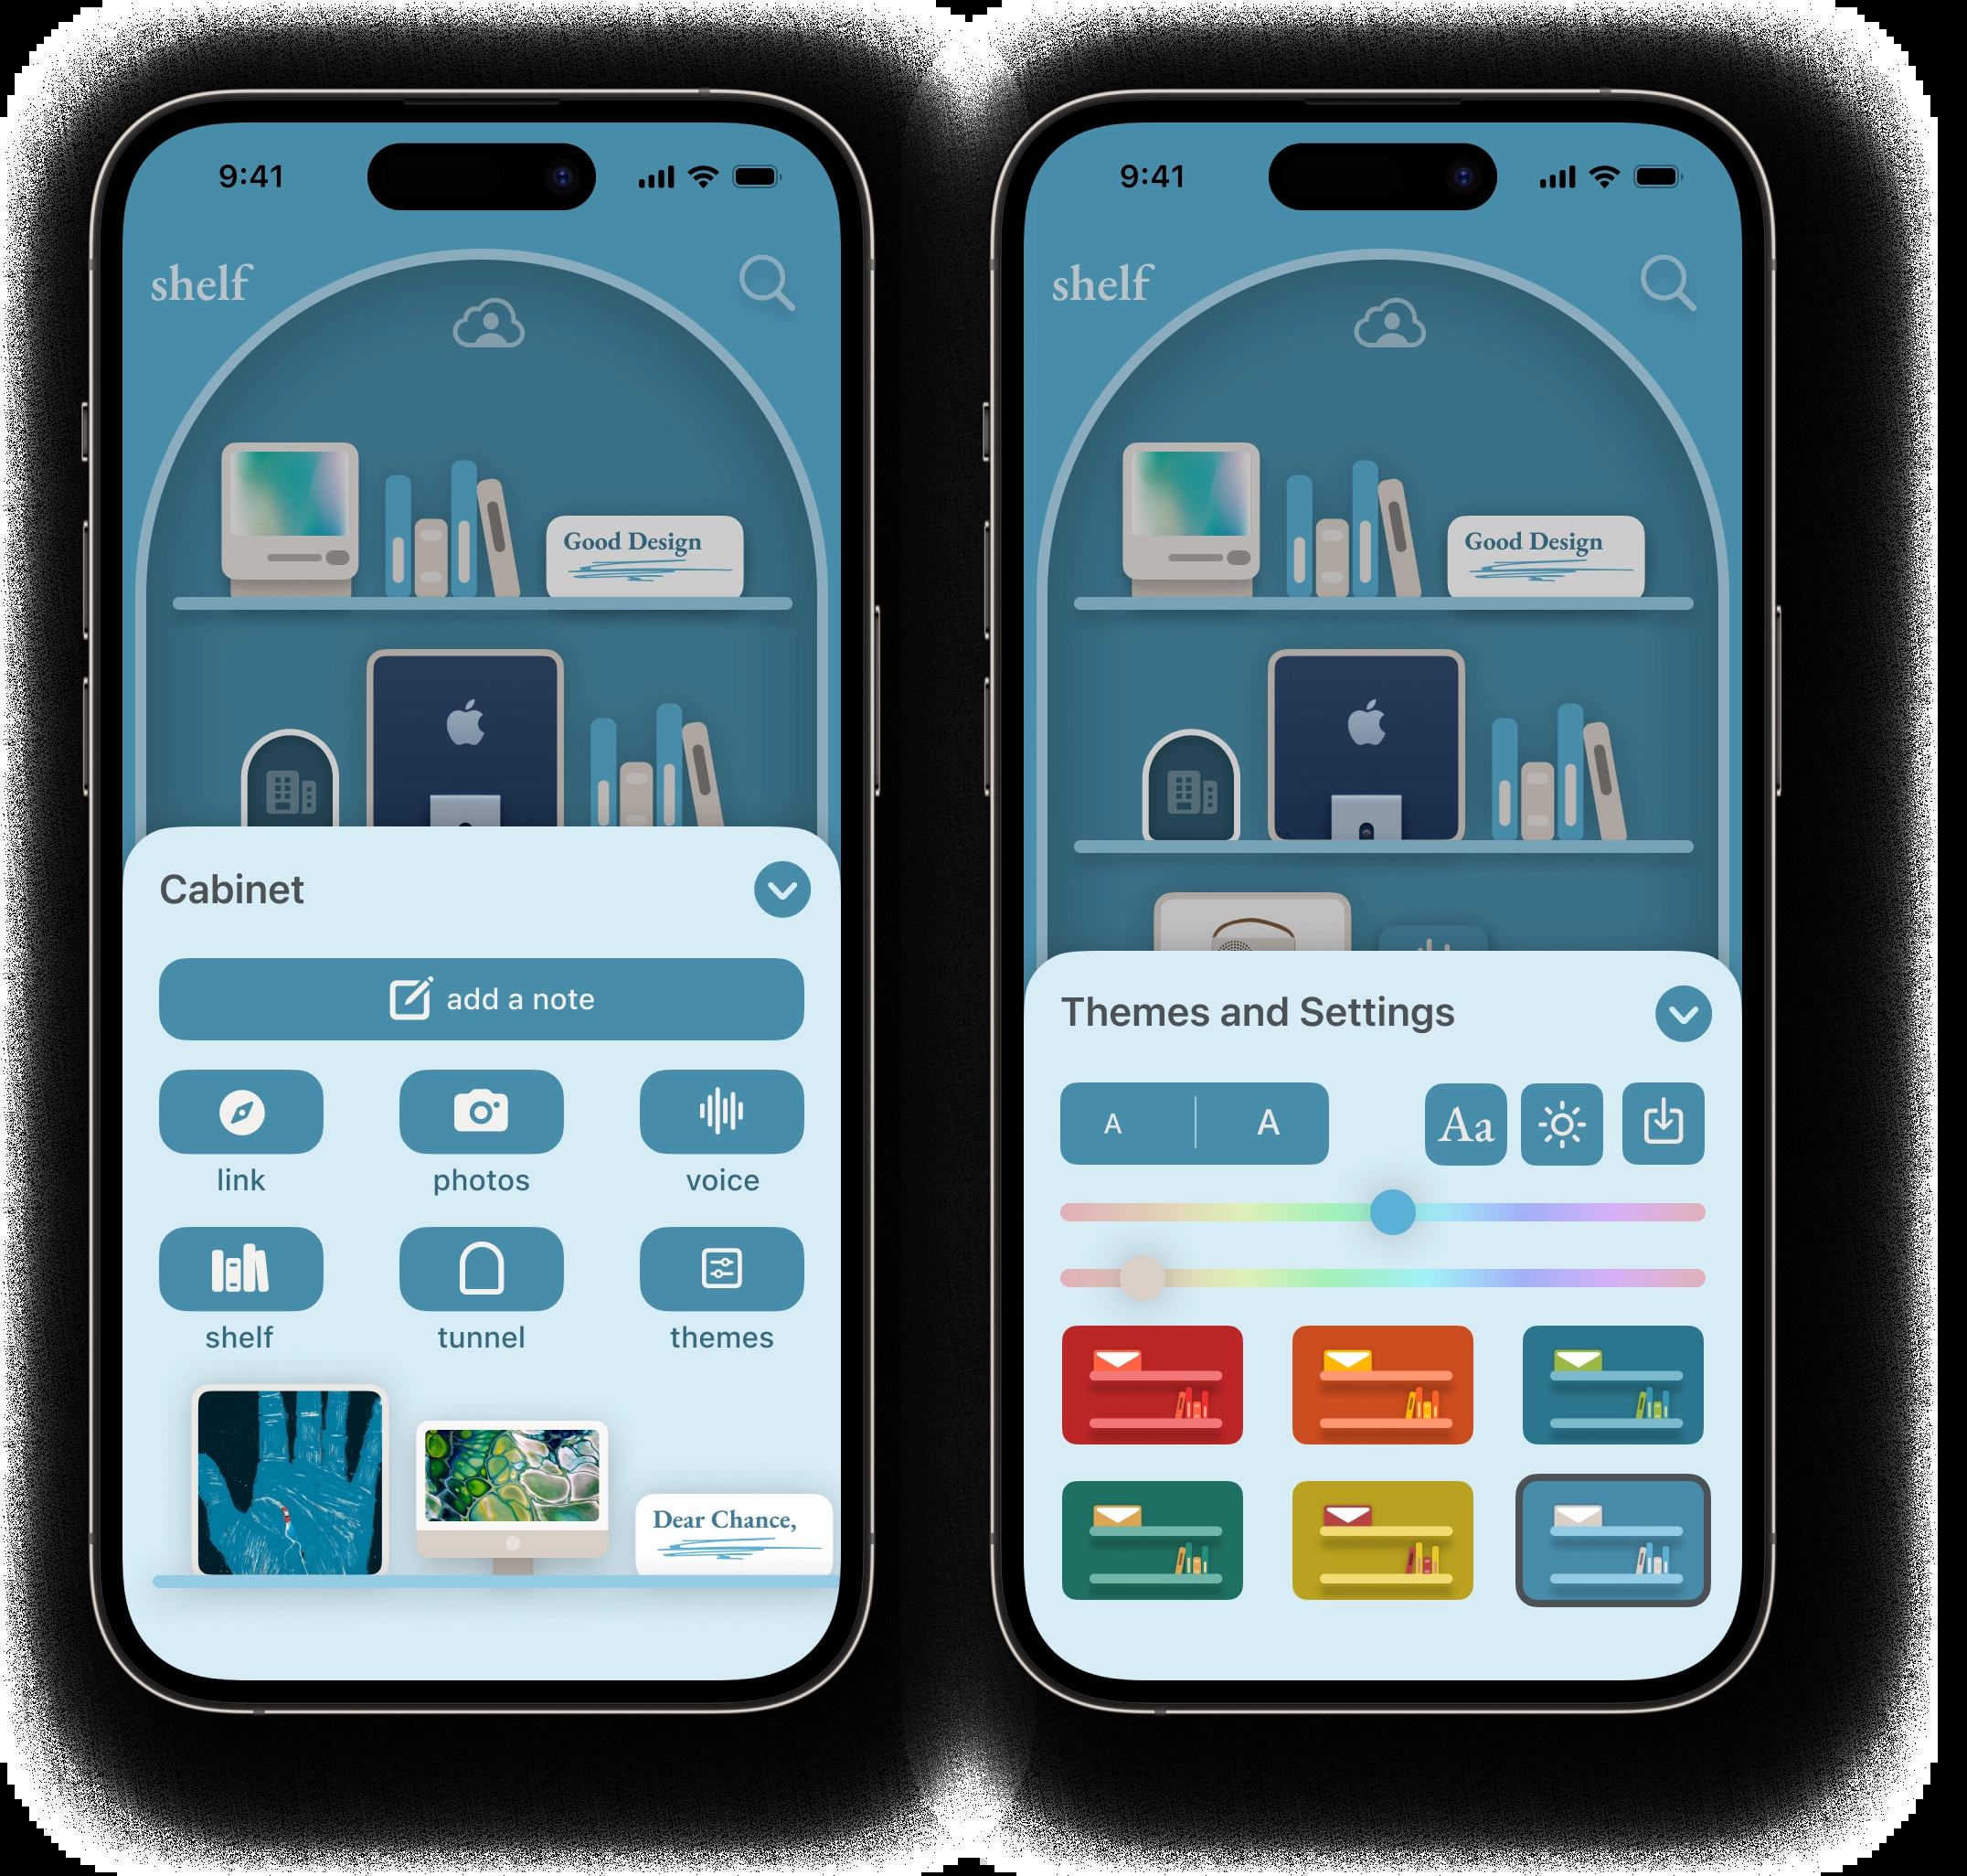 9:41
shelf
Good Design
Cabinet
add a note
link photos voice
shelf tunnel themes
Dear Chance,
9:41
shelf
Good Design
Themes and Settings
A A Aa